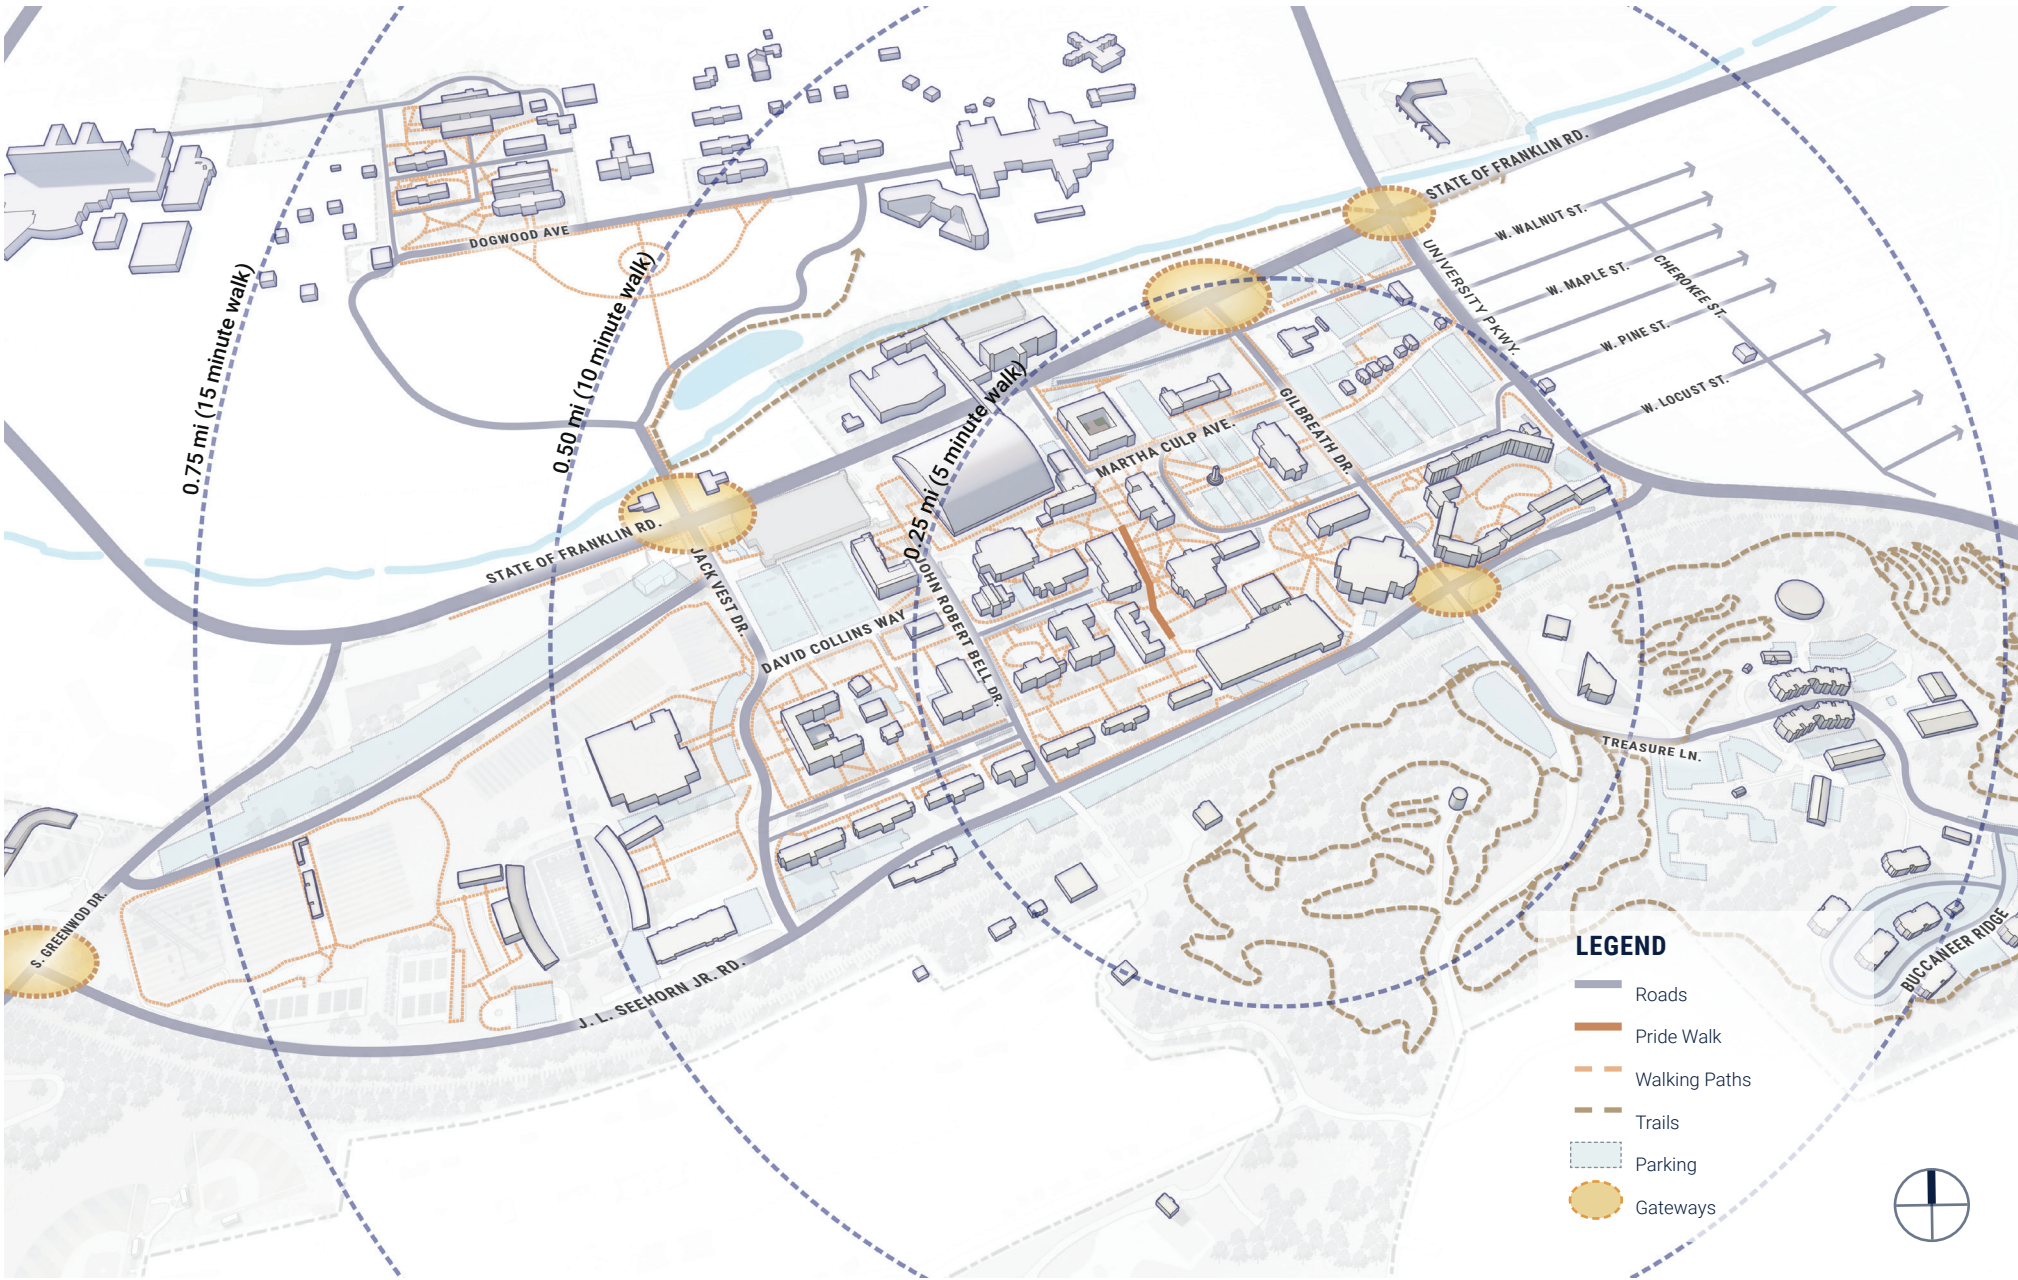 STATE OF FRANKLIN RD.
W. WALNUT ST.
DOGWOOD AVE
UNIVERSITY PKWY.
W. MAPLE ST.
CHEROKEE ST.
0.75 mi (15 minute walk)
0.50 mi (10 minute walk)
0.25 mi (5 minute walk)
W. PINE ST.
W. LOCUST ST.
GILBREATH DR.
MARTHA CULP AVE.
STATE OF FRANKLIN RD.
JACK VEST DR.
JOHN ROBERT BELL DR.
DAVID COLLINS WAY
TREASURE LN.
S. GREENWOD DR.
J. L. SEEHORN JR. RD.
BUCCANEER RIDGE
LEGEND
Roads
Pride Walk
Walking Paths
Trails
Parking
Gateways